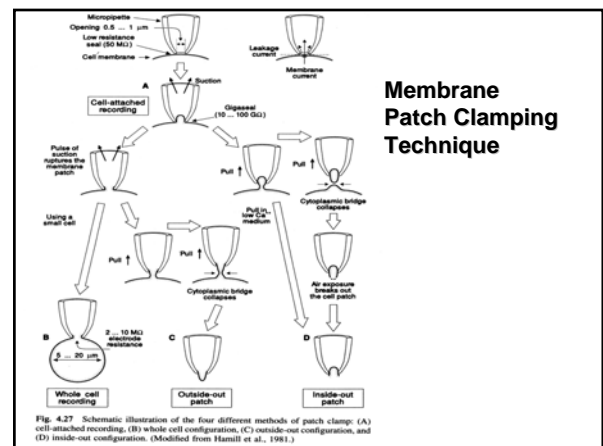 Membrane
Patch Clamping
Technique
Micropipette
Opening 0.5 ... 1 μm
Low resistance
seal (50 MΩ)
Cell membrane
Leakage
current
Membrane
current
A
Suction
Cell-attached
recording
Gigaseal
(10 ... 100 GΩ)
Pulse of
suction
ruptures the
membrane
patch
Pull
Pull
Cytoplasmic bridge
collapses
Using a
small cell
Pull in
low Ca
medium
Pull
Pull
Cytoplasmic bridge
collapses
Air exposure
breaks out
the cell patch
B
2 ... 10 MΩ
electrode
resistance
5 ... 20 μm
C
D
Whole cell
recording
Outside-out
patch
Inside-out
patch
Fig. 4.27 Schematic illustration of the four different methods of patch clamp: (A)
cell-attached recording, (B) whole cell configuration, (C) outside-out configuration, and
(D) inside-out configuration. (Modified from Hamill et al., 1981.)